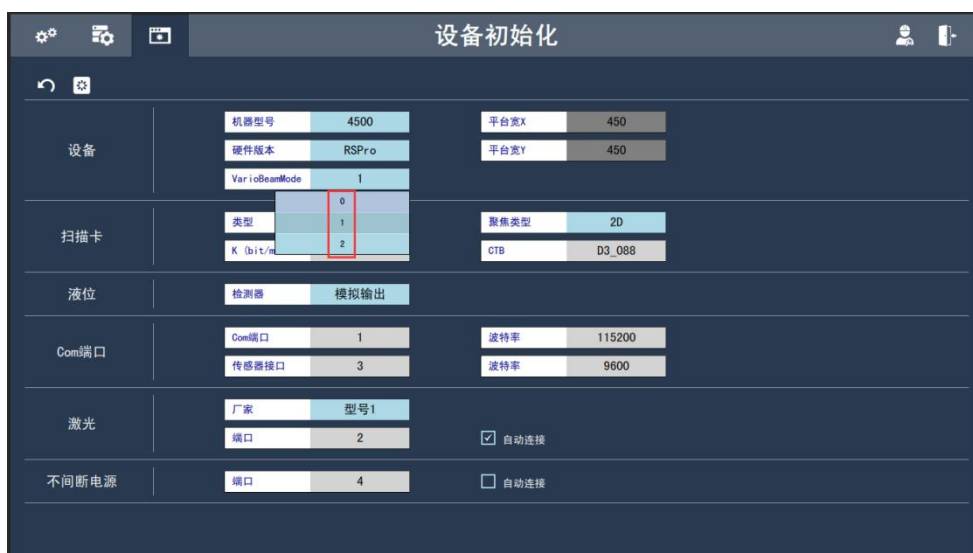 设备初始化
设备
机器型号 4500 平台宽X 450
硬件版本 RSPro 平台宽Y 450
VarioBeamMode 1
0
1
2
扫描卡
类型 聚焦类型 2D
K (bit/m CTB D3_088
液位
检测器 模拟输出
Com端口
Com端口 1 波特率 115200
传感器接口 3 波特率 9600
激光
厂家 型号1
端口 2 自动连接
不间断电源
端口 4 自动连接